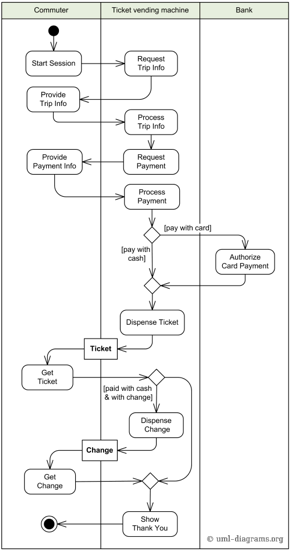 Commuter
Ticket vending machine
Bank
Start Session
Request
Trip Info
Provide
Trip Info
Process
Trip Info
Provide
Payment Info
Request
Payment
Process
Payment
[pay with card]
[pay with
cash]
Authorize
Card Payment
Dispense Ticket
Ticket
Get
Ticket
[paid with cash
& with change]
Dispense
Change
Change
Get
Change
Show
Thank You
© uml-diagrams.org